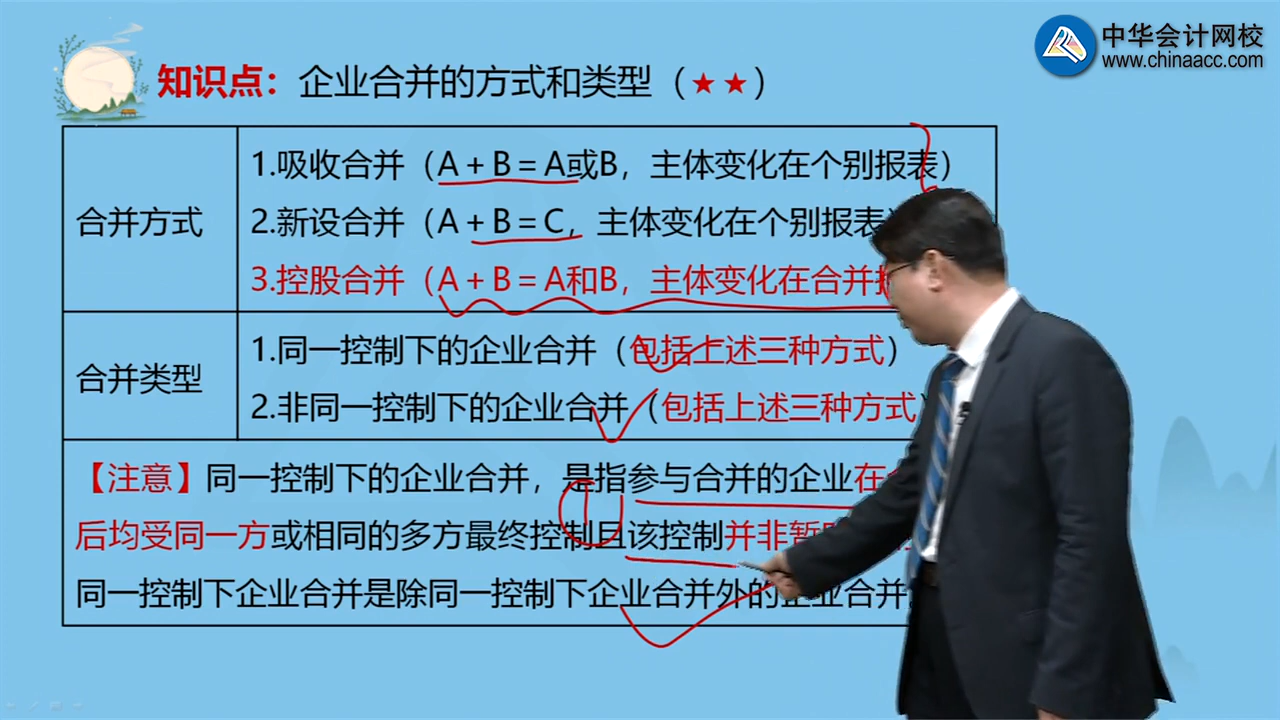 中华会计网校
www.chinaacc.com
知识点：企业合并的方式和类型（★★）
合并方式
1.吸收合并（A＋B＝A或B，主体变化在个别报表）
2.新设合并（A＋B＝C，主体变化在个别报表
3.控股合并（A＋B＝A和B，主体变化在合并
合并类型
1.同一控制下的企业合并（包括上述三种方式）
2.非同一控制下的企业合并（包括上述三种方式）
【注意】同一控制下的企业合并，是指参与合并的企业在
后均受同一方或相同的多方最终控制且该控制并非暂
同一控制下企业合并是除同一控制下企业合并外的企业合并